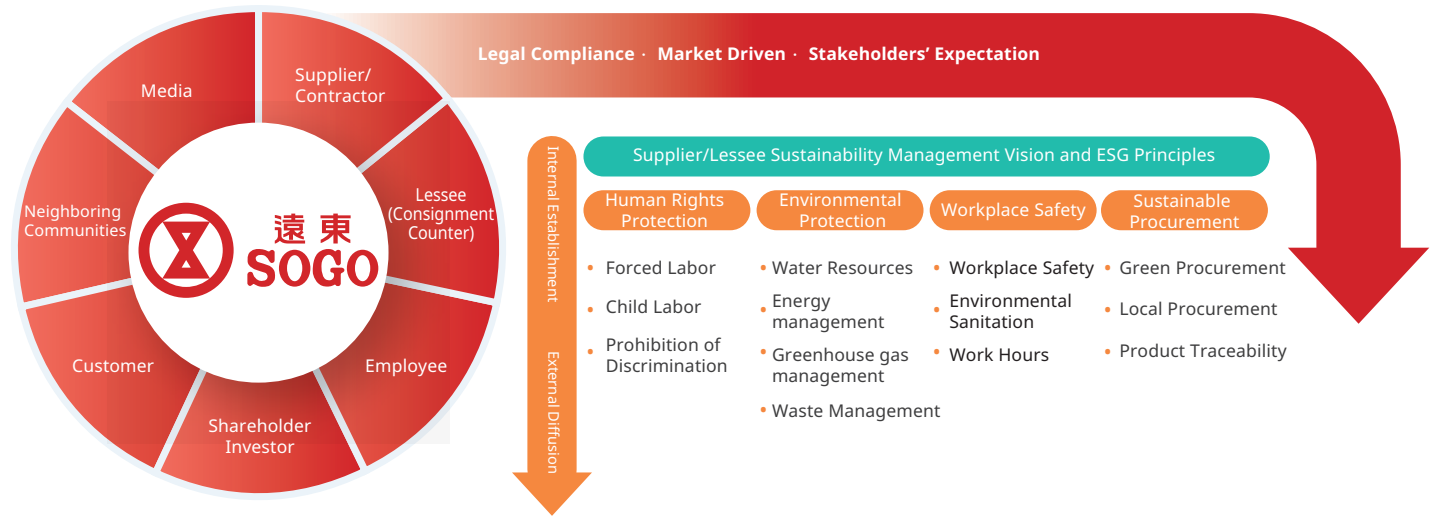 Legal Compliance · Market Driven · Stakeholders’ Expectation
Media
Supplier/
Contractor
Lessee
(Consignment
Counter)
Employee
Shareholder
Investor
Customer
Neighboring
Communities
遠東
SOGO
Internal Establishment
External Diffusion
Supplier/Lessee Sustainability Management Vision and ESG Principles
Human Rights
Protection
• Forced Labor
• Child Labor
• Prohibition of
Discrimination
Environmental
Protection
• Water Resources
• Energy
management
• Greenhouse gas
management
• Waste Management
Workplace Safety
• Workplace Safety
• Environmental
Sanitation
• Work Hours
Sustainable
Procurement
• Green Procurement
• Local Procurement
• Product Traceability